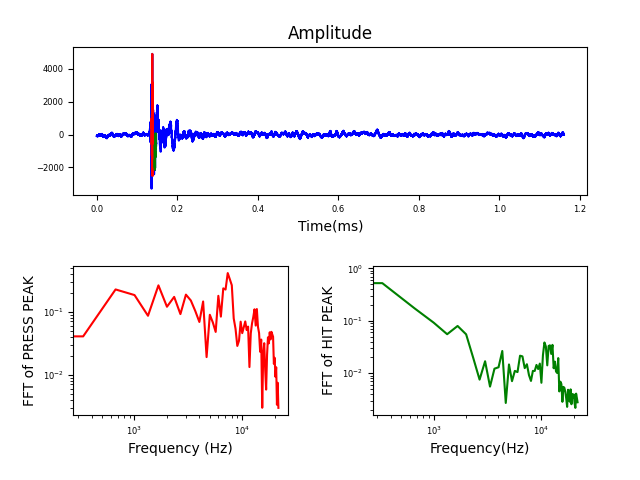 Amplitude
4000
2000
0
−2000
0.0 0.2 0.4 0.6 0.8 1.0 1.2
Time(ms)
FFT of PRESS PEAK
10⁻¹
10⁻²
10³ 10⁴
Frequency (Hz)
FFT of HIT PEAK
10⁰
10⁻¹
10⁻²
10³ 10⁴
Frequency(Hz)